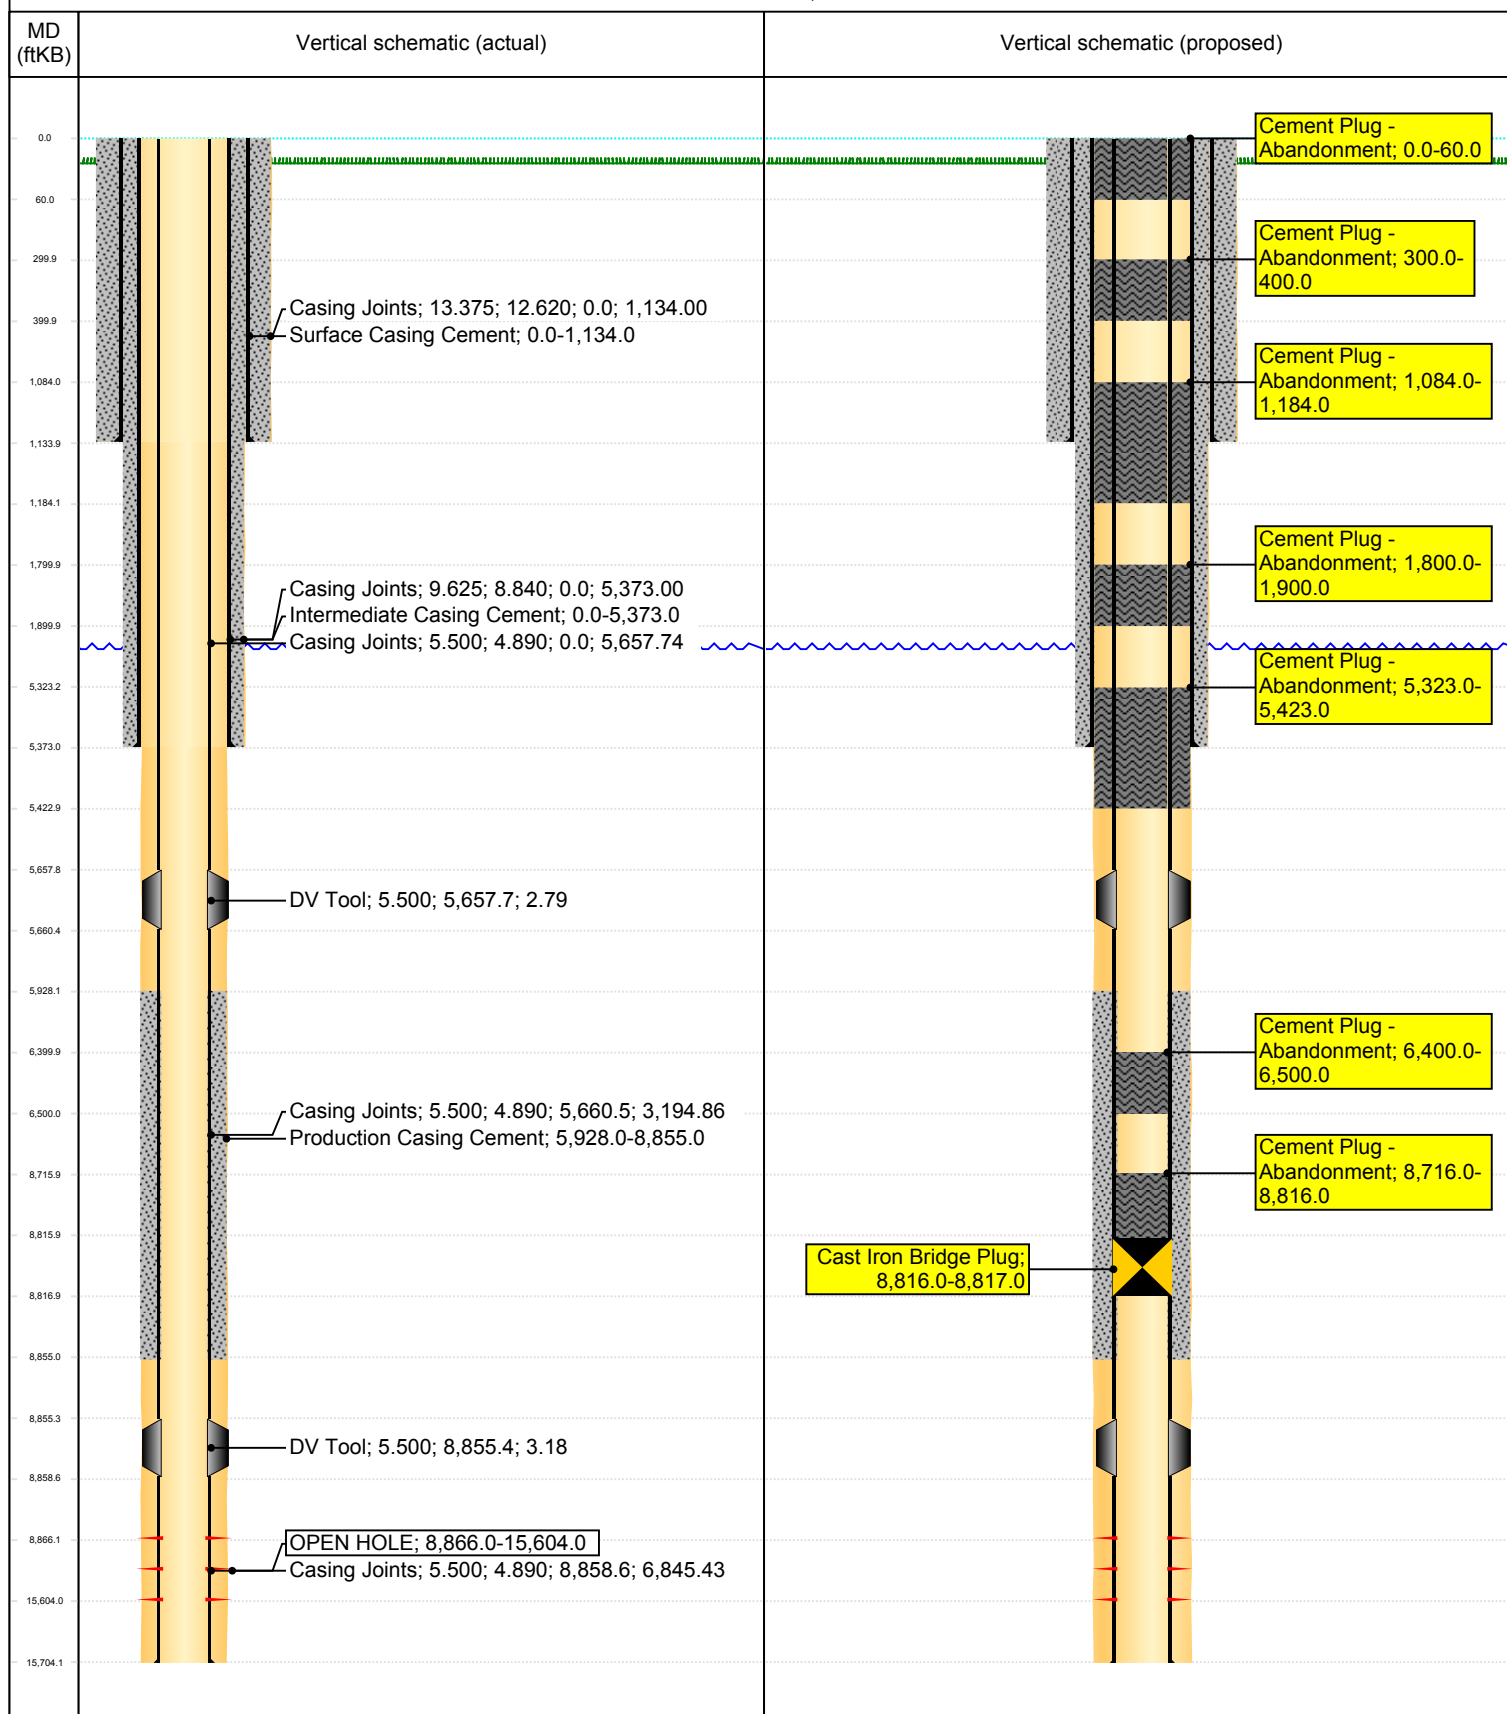 MD
(ftKB)
Vertical schematic (actual)
Vertical schematic (proposed)
0.0
60.0
299.9
399.9
1,084.0
1,133.9
1,184.1
1,799.9
1,899.9
5,323.2
5,373.0
5,422.9
5,657.8
5,660.4
5,928.1
6,399.9
6,500.0
8,715.9
8,815.9
8,816.9
8,855.0
8,855.3
8,858.6
8,866.1
15,604.0
15,704.1
Casing Joints; 13.375; 12.620; 0.0; 1,134.00
Surface Casing Cement; 0.0-1,134.0
Casing Joints; 9.625; 8.840; 0.0; 5,373.00
Intermediate Casing Cement; 0.0-5,373.0
Casing Joints; 5.500; 4.890; 0.0; 5,657.74
DV Tool; 5.500; 5,657.7; 2.79
Casing Joints; 5.500; 4.890; 5,660.5; 3,194.86
Production Casing Cement; 5,928.0-8,855.0
DV Tool; 5.500; 8,855.4; 3.18
OPEN HOLE; 8,866.0-15,604.0
Casing Joints; 5.500; 4.890; 8,858.6; 6,845.43
Cement Plug -
Abandonment; 0.0-60.0
Cement Plug -
Abandonment; 300.0-
400.0
Cement Plug -
Abandonment; 1,084.0-
1,184.0
Cement Plug -
Abandonment; 1,800.0-
1,900.0
Cement Plug -
Abandonment; 5,323.0-
5,423.0
Cement Plug -
Abandonment; 6,400.0-
6,500.0
Cement Plug -
Abandonment; 8,716.0-
8,816.0
Cast Iron Bridge Plug;
8,816.0-8,817.0